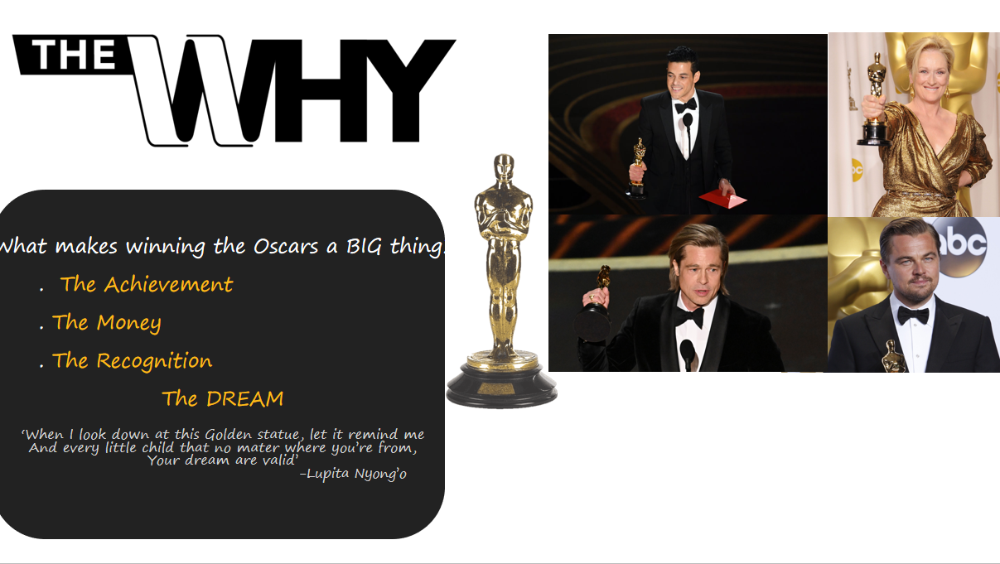 THE WHY
What makes winning the Oscars a BIG thing.
. The Achievement
. The Money
. The Recognition
The DREAM
‘When I look down at this Golden statue, let it remind me
And every little child that no mater where you’re from,
Your dream are valid’
-Lupita Nyong’o
abc